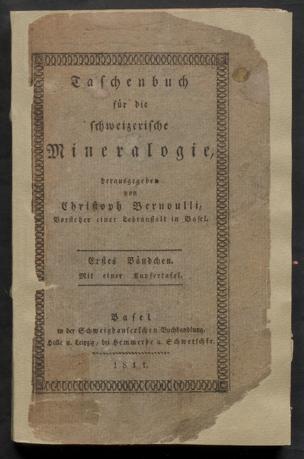 Taschenbuch
für die
schweizerische
Mineralogie,
herausgegeben
von
Christoph Bernoulli,
Vorsteher einer Lehranstalt in Basel.
Erstes Bändchen.
Mit einer Kupfertafel.
Basel
in der Schweighauserschen Buchhandlung,
Halle u. Leipzig, bei Hemmerde u. Schwetschke.
1811.